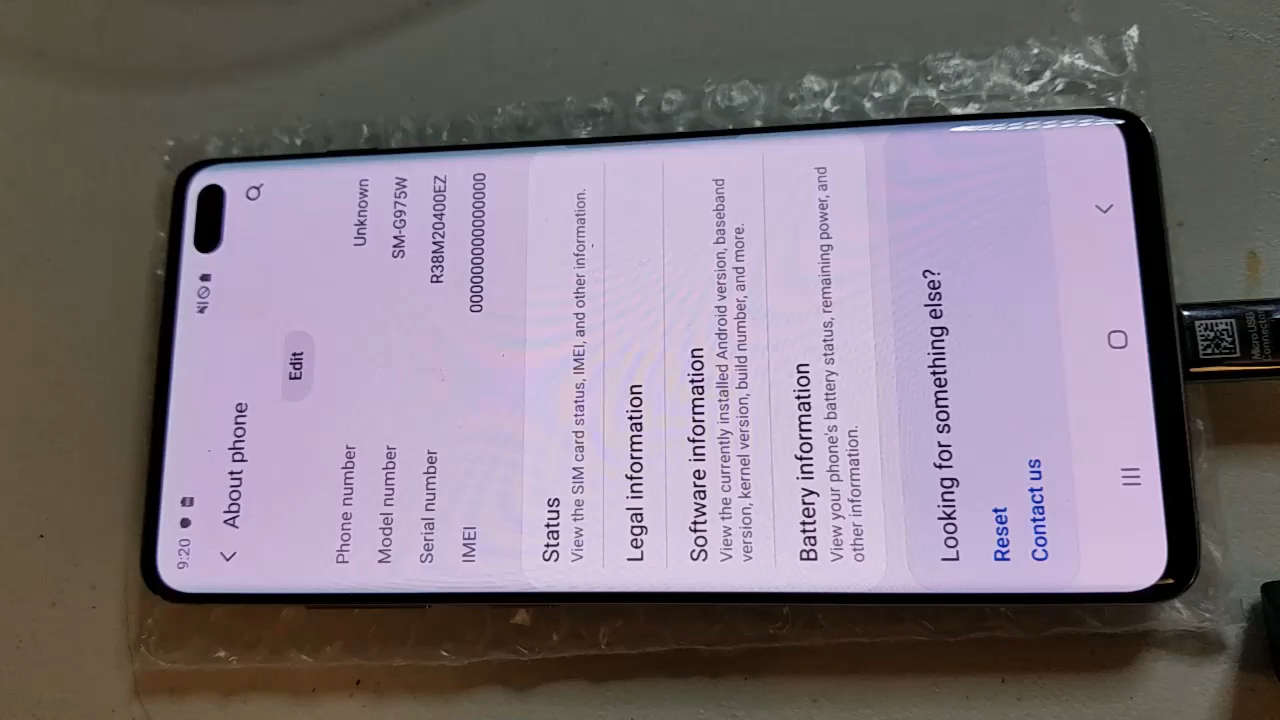 9:20
About phone
Edit
Phone number Unknown
Model number SM-G975W
Serial number R38M20400EZ
IMEI 000000000000000
Status
View the SIM card status, IMEI, and other information.
Legal information
Software information
View the currently installed Android version, baseband
version, kernel version, build number, and more.
Battery information
View your phone's battery status, remaining power, and
other information.
Looking for something else?
Reset
Contact us
Micro USB
Connector